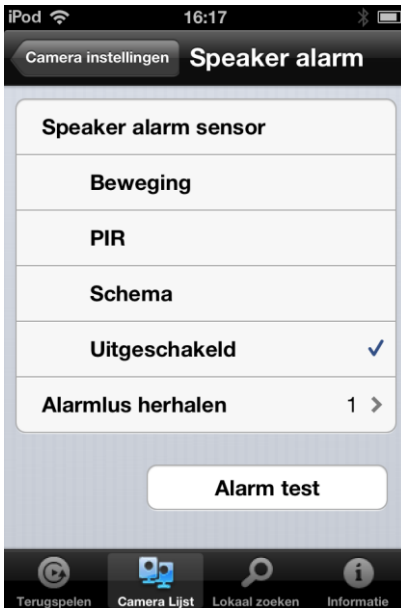 iPod 16:17
Camera instellingen Speaker alarm
Speaker alarm sensor
Beweging
PIR
Schema
Uitgeschakeld
Alarmlus herhalen 1 >
Alarm test
Terugspelen Camera Lijst Lokaal zoeken Informatie